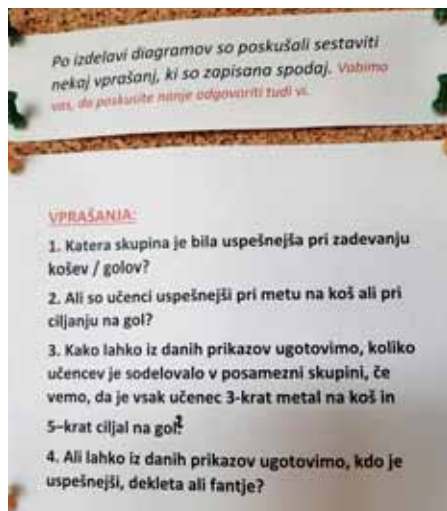 Po izdelavi diagramov so poskušali sestaviti
nekaj vprašanj, ki so zapisana spodaj. Vabimo
vas, da poskusite nanje odgovoriti tudi vi.
VPRAŠANJA:
1. Katera skupina je bila uspešnejša pri zadevanju
košev / golov?
2. Ali so učenci uspešnejši pri metu na koš ali pri
ciljanju na gol?
3. Kako lahko iz danih prikazov ugotovimo, koliko
učencev je sodelovalo v posamezni skupini, če
vemo, da je vsak učenec 3-krat metal na koš in
5–krat ciljal na gol?
4. Ali lahko iz danih prikazov ugotovimo, kdo je
uspešnejši, dekleta ali fantje?